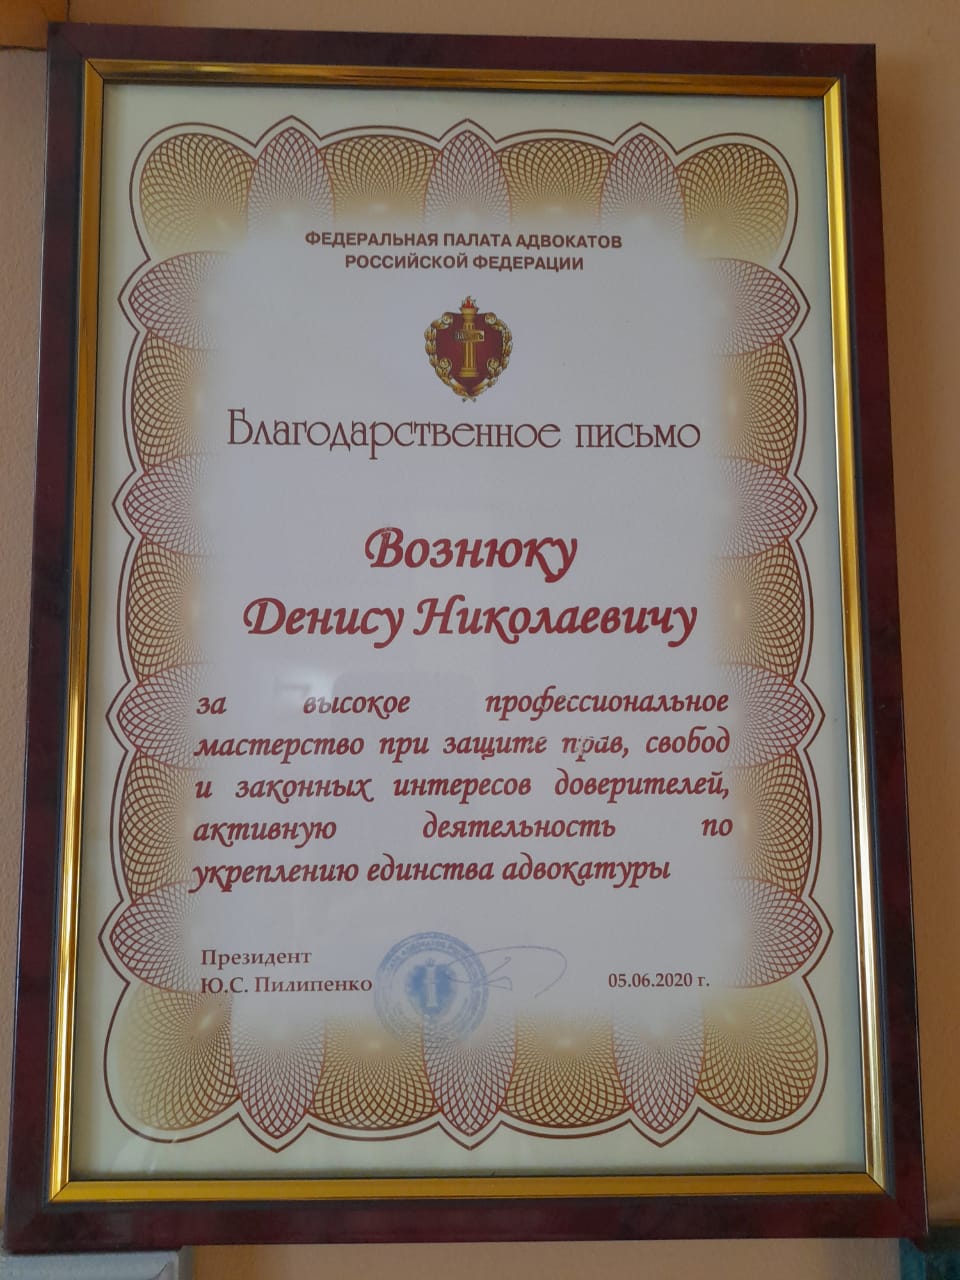 ФЕДЕРАЛЬНАЯ ПАЛАТА АДВОКАТОВ
РОССИЙСКОЙ ФЕДЕРАЦИИ
Благодарственное письмо
Вознюку
Денису Николаевичу
за высокое профессиональное
мастерство при защите прав, свобод
и законных интересов доверителей,
активную деятельность по
укреплению единства адвокатуры
Президент
Ю.С. Пилипенко
05.06.2020 г.